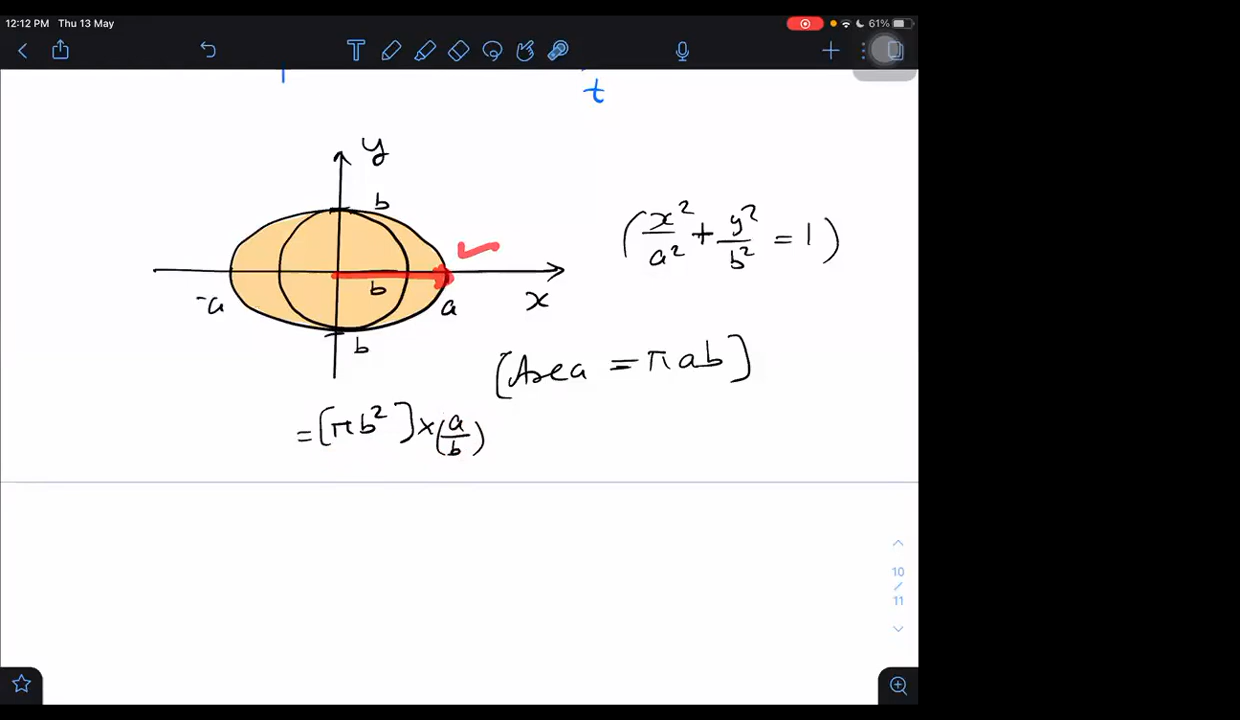 12:12 PM Thu 13 May
61%
T
t
y
b
(x²/a² + y²/b² = 1)
b
-a
a
x
b
[Area = πab]
= [πb²] × (a/b)
10
/
11